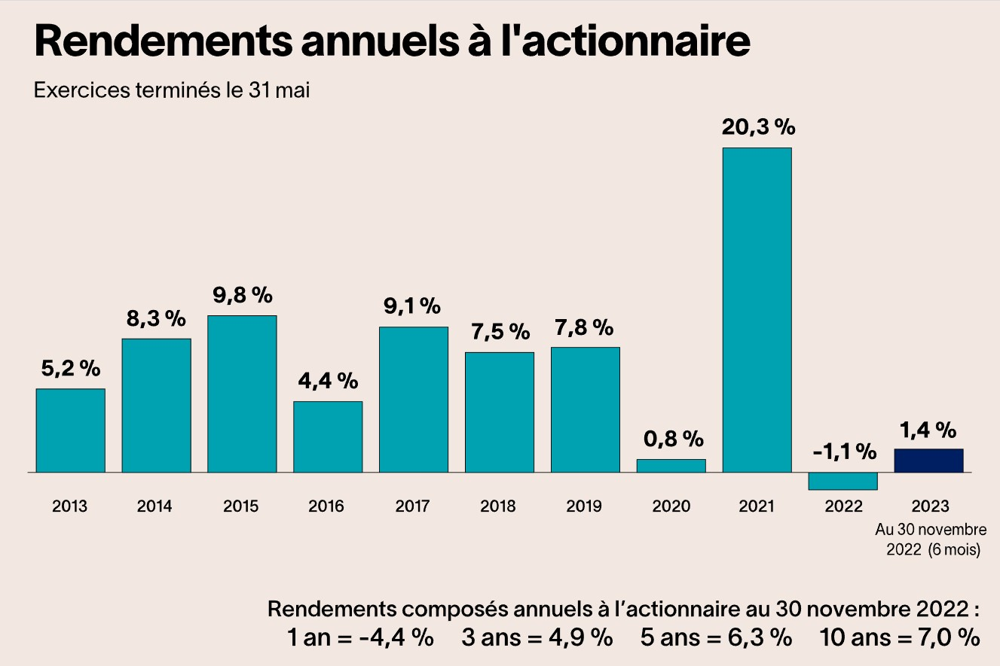 Rendements annuels à l'actionnaire
Exercices terminés le 31 mai
5,2 %
8,3 %
9,8 %
4,4 %
9,1 %
7,5 %
7,8 %
0,8 %
20,3 %
-1,1 %
1,4 %
2013 2014 2015 2016 2017 2018 2019 2020 2021 2022 2023
Au 30 novembre
2022 (6 mois)
Rendements composés annuels à l’actionnaire au 30 novembre 2022 :
1 an = -4,4 % 3 ans = 4,9 % 5 ans = 6,3 % 10 ans = 7,0 %